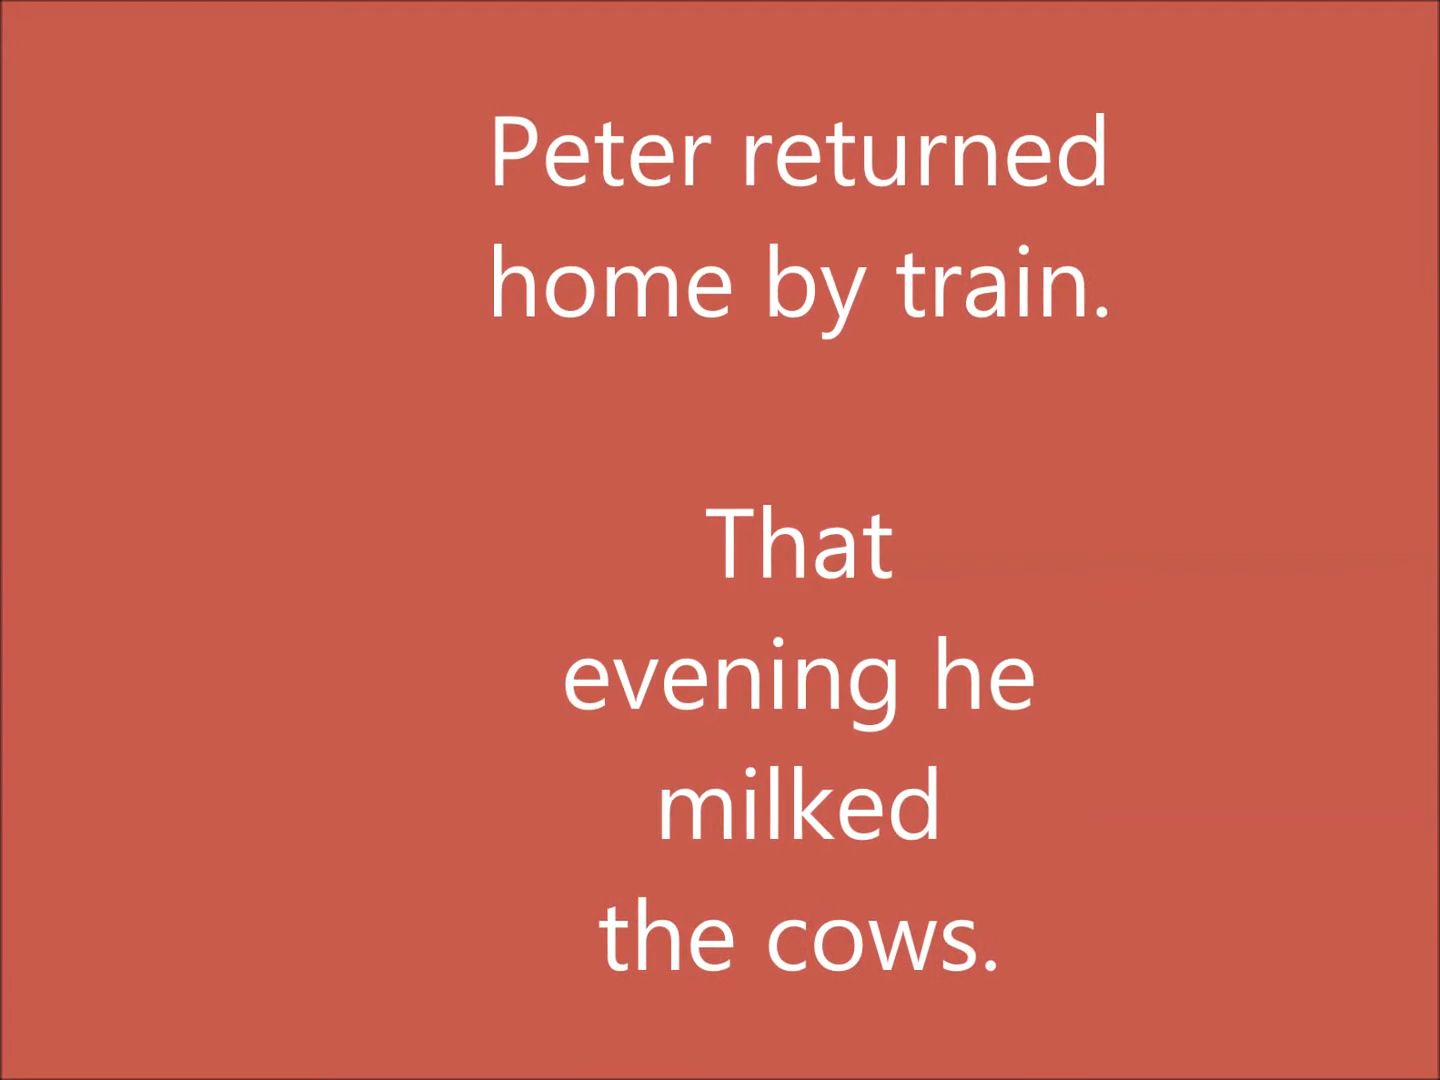 Peter returned
home by train.
That
evening he
milked
the cows.